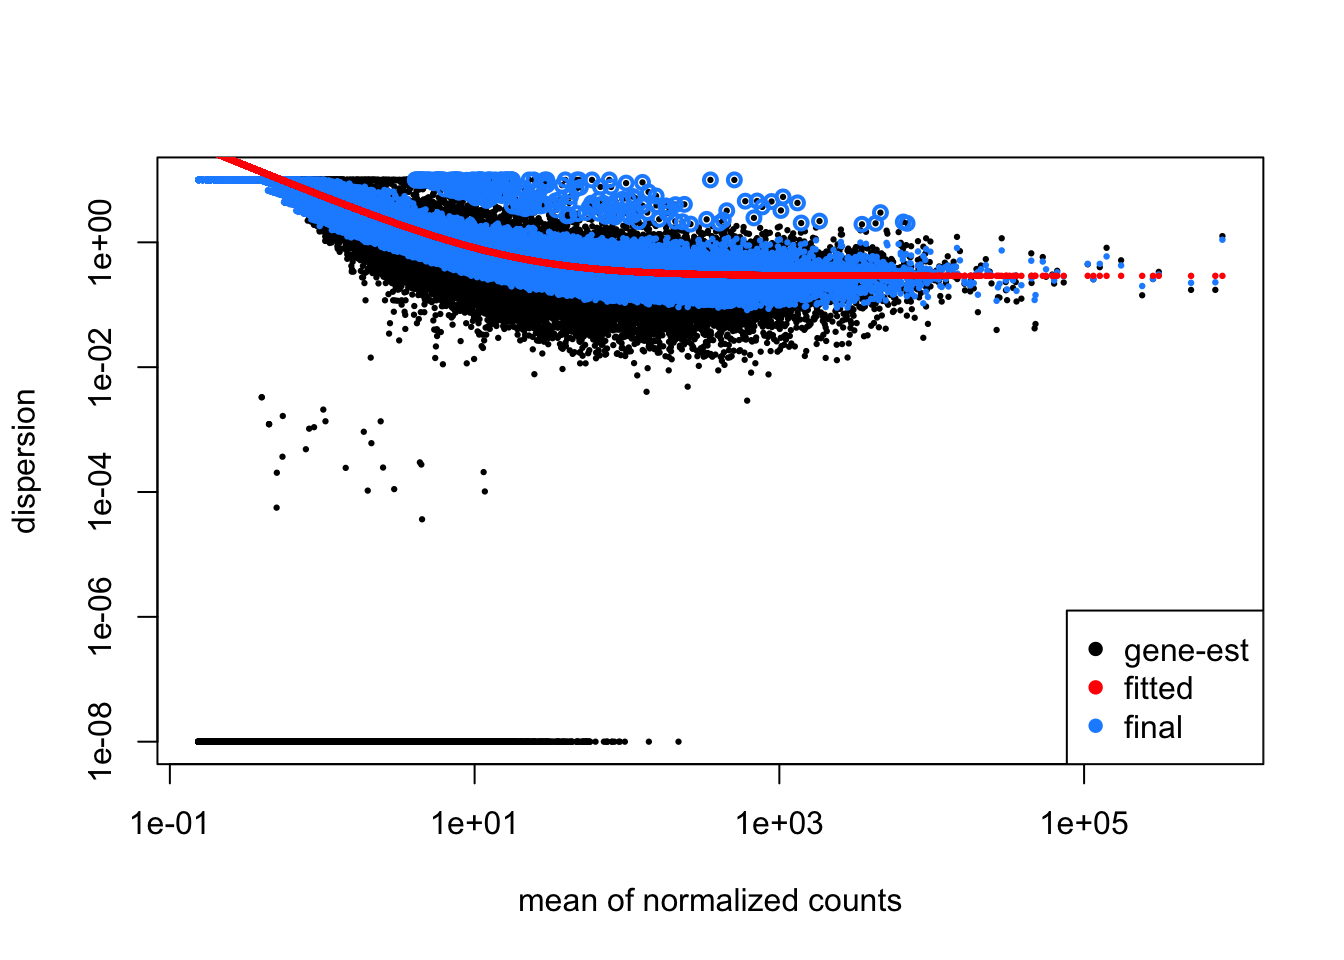 dispersion
1e+00
1e-02
1e-04
1e-06
1e-08
gene-est
fitted
final
1e-01
1e+01
1e+03
1e+05
mean of normalized counts